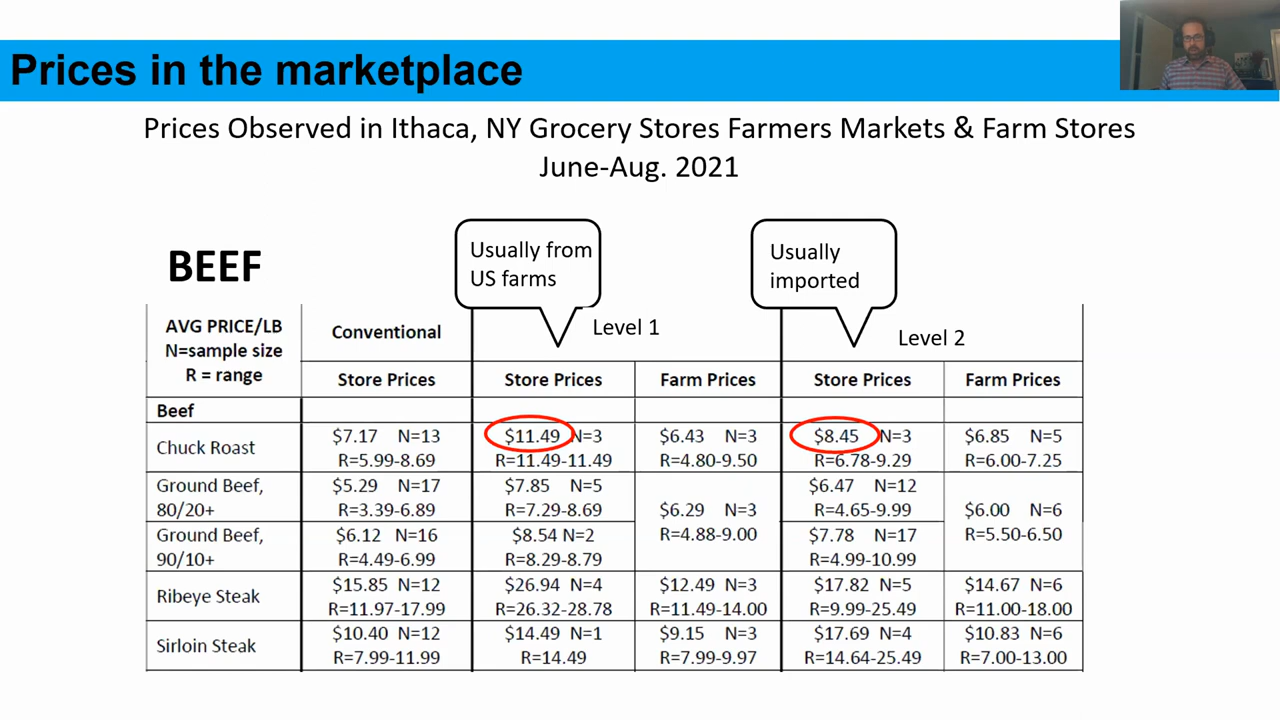 Prices in the marketplace
Prices Observed in Ithaca, NY Grocery Stores Farmers Markets & Farm Stores
June-Aug. 2021
BEEF
Usually from
US farms
Usually
imported
AVG PRICE/LB
N=sample size
R = range
Conventional
Level 1
Level 2
Store Prices
Store Prices
Farm Prices
Store Prices
Farm Prices
Beef
Chuck Roast
$7.17 N=13
R=5.99-8.69
$11.49 N=3
R=11.49-11.49
$6.43 N=3
R=4.80-9.50
$8.45 N=3
R=6.78-9.29
$6.85 N=5
R=6.00-7.25
Ground Beef,
80/20+
$5.29 N=17
R=3.39-6.89
$7.85 N=5
R=7.29-8.69
$6.29 N=3
R=4.88-9.00
$6.47 N=12
R=4.65-9.99
$6.00 N=6
R=5.50-6.50
Ground Beef,
90/10+
$6.12 N=16
R=4.49-6.99
$8.54 N=2
R=8.29-8.79
$7.78 N=17
R=4.99-10.99
Ribeye Steak
$15.85 N=12
R=11.97-17.99
$26.94 N=4
R=26.32-28.78
$12.49 N=3
R=11.49-14.00
$17.82 N=5
R=9.99-25.49
$14.67 N=6
R=11.00-18.00
Sirloin Steak
$10.40 N=12
R=7.99-11.99
$14.49 N=1
R=14.49
$9.15 N=3
R=7.99-9.97
$17.69 N=4
R=14.64-25.49
$10.83 N=6
R=7.00-13.00